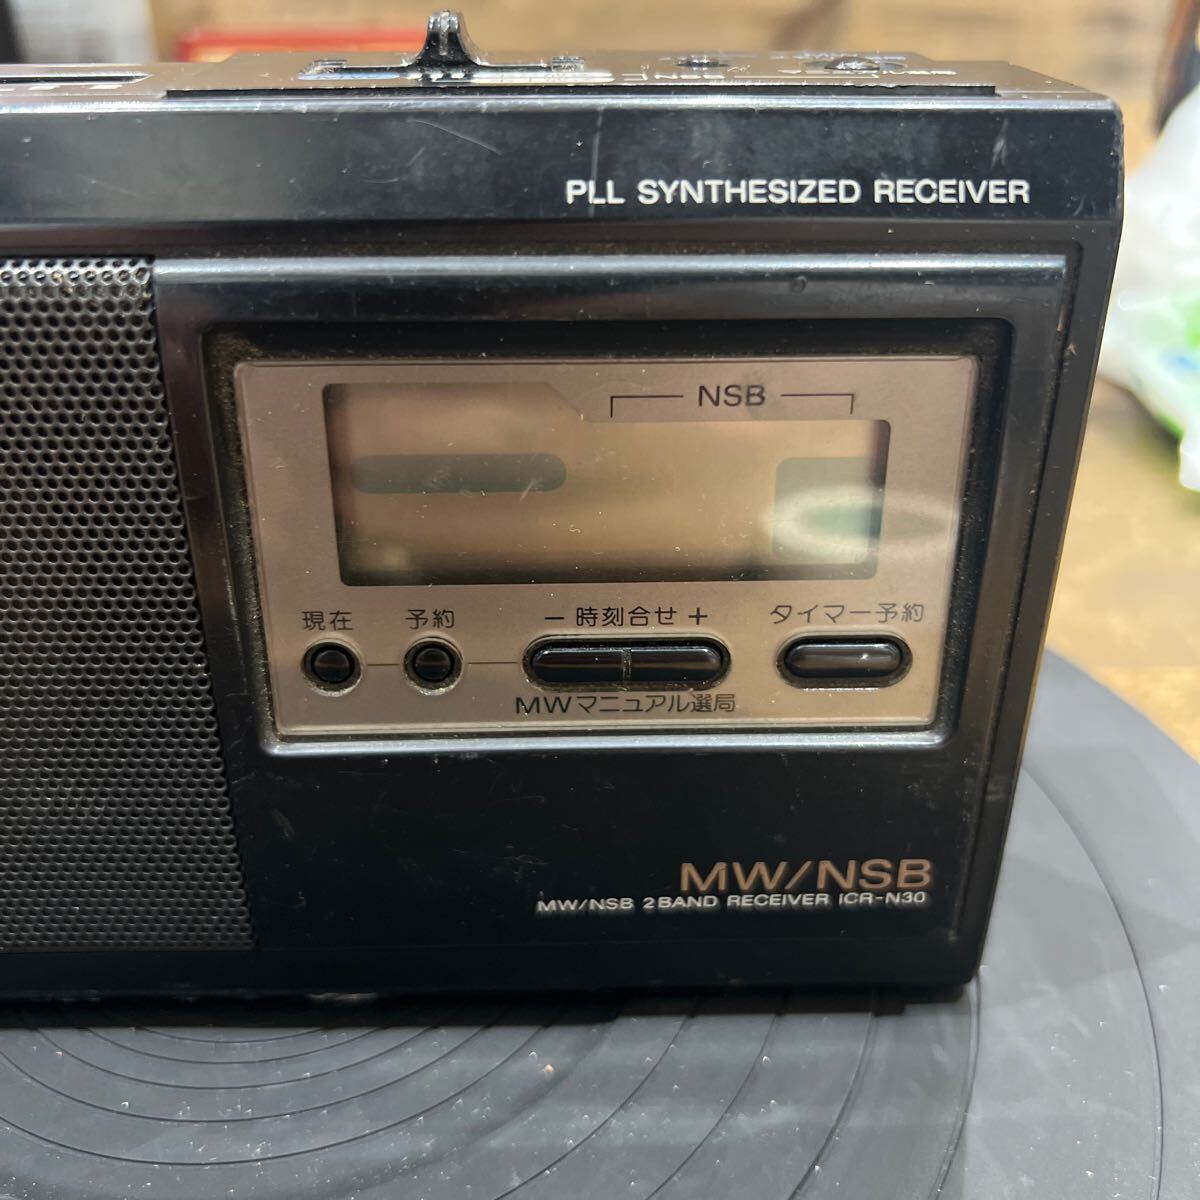 PLL SYNTHESIZED RECEIVER
NSB
現在 予約 − 時刻合せ + タイマー予約
MWマニュアル選局
MW/NSB
MW/NSB 2BAND RECEIVER ICR-N30